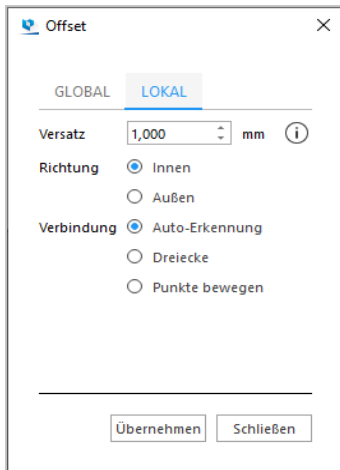 Offset
GLOBAL LOKAL
Versatz 1,000 mm i
Richtung Innen
Außen
Verbindung Auto-Erkennung
Dreiecke
Punkte bewegen
Übernehmen Schließen